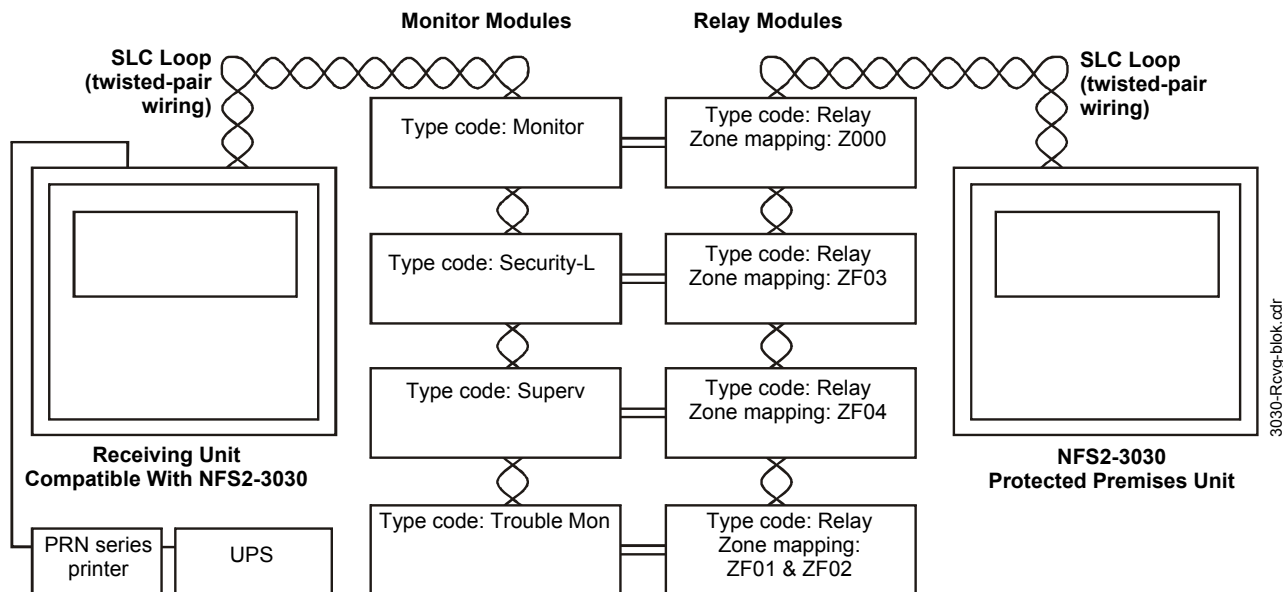 Monitor Modules
Relay Modules
SLC Loop
(twisted-pair
wiring)
SLC Loop
(twisted-pair
wiring)
Type code: Monitor
Type code: Relay
Zone mapping: Z000
Type code: Security-L
Type code: Relay
Zone mapping: ZF03
Type code: Superv
Type code: Relay
Zone mapping: ZF04
Type code: Trouble Mon
Type code: Relay
Zone mapping:
ZF01 & ZF02
Receiving Unit
Compatible With NFS2-3030
NFS2-3030
Protected Premises Unit
PRN series
printer
UPS
3030-Rcvg-blok.cdr